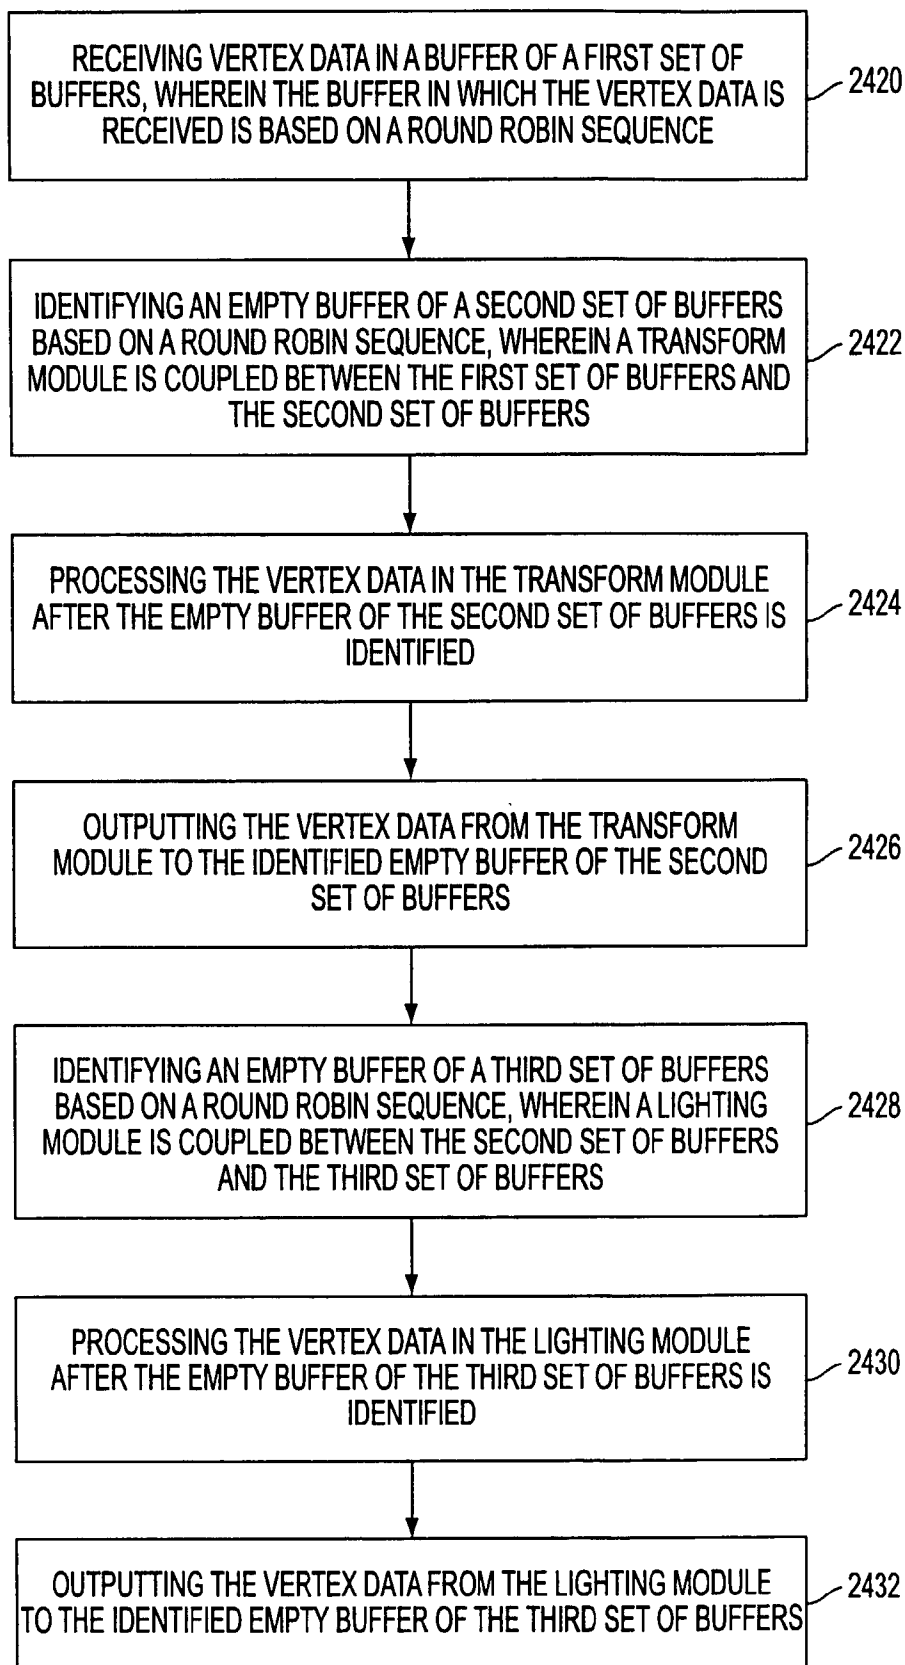 RECEIVING VERTEX DATA IN A BUFFER OF A FIRST SET OF
BUFFERS, WHEREIN THE BUFFER IN WHICH THE VERTEX DATA IS
RECEIVED IS BASED ON A ROUND ROBIN SEQUENCE
2420
IDENTIFYING AN EMPTY BUFFER OF A SECOND SET OF BUFFERS
BASED ON A ROUND ROBIN SEQUENCE, WHEREIN A TRANSFORM
MODULE IS COUPLED BETWEEN THE FIRST SET OF BUFFERS AND
THE SECOND SET OF BUFFERS
2422
PROCESSING THE VERTEX DATA IN THE TRANSFORM MODULE
AFTER THE EMPTY BUFFER OF THE SECOND SET OF BUFFERS IS
IDENTIFIED
2424
OUTPUTTING THE VERTEX DATA FROM THE TRANSFORM
MODULE TO THE IDENTIFIED EMPTY BUFFER OF THE SECOND
SET OF BUFFERS
2426
IDENTIFYING AN EMPTY BUFFER OF A THIRD SET OF BUFFERS
BASED ON A ROUND ROBIN SEQUENCE, WHEREIN A LIGHTING
MODULE IS COUPLED BETWEEN THE SECOND SET OF BUFFERS
AND THE THIRD SET OF BUFFERS
2428
PROCESSING THE VERTEX DATA IN THE LIGHTING MODULE
AFTER THE EMPTY BUFFER OF THE THIRD SET OF BUFFERS IS
IDENTIFIED
2430
OUTPUTTING THE VERTEX DATA FROM THE LIGHTING MODULE
TO THE IDENTIFIED EMPTY BUFFER OF THE THIRD SET OF BUFFERS
2432